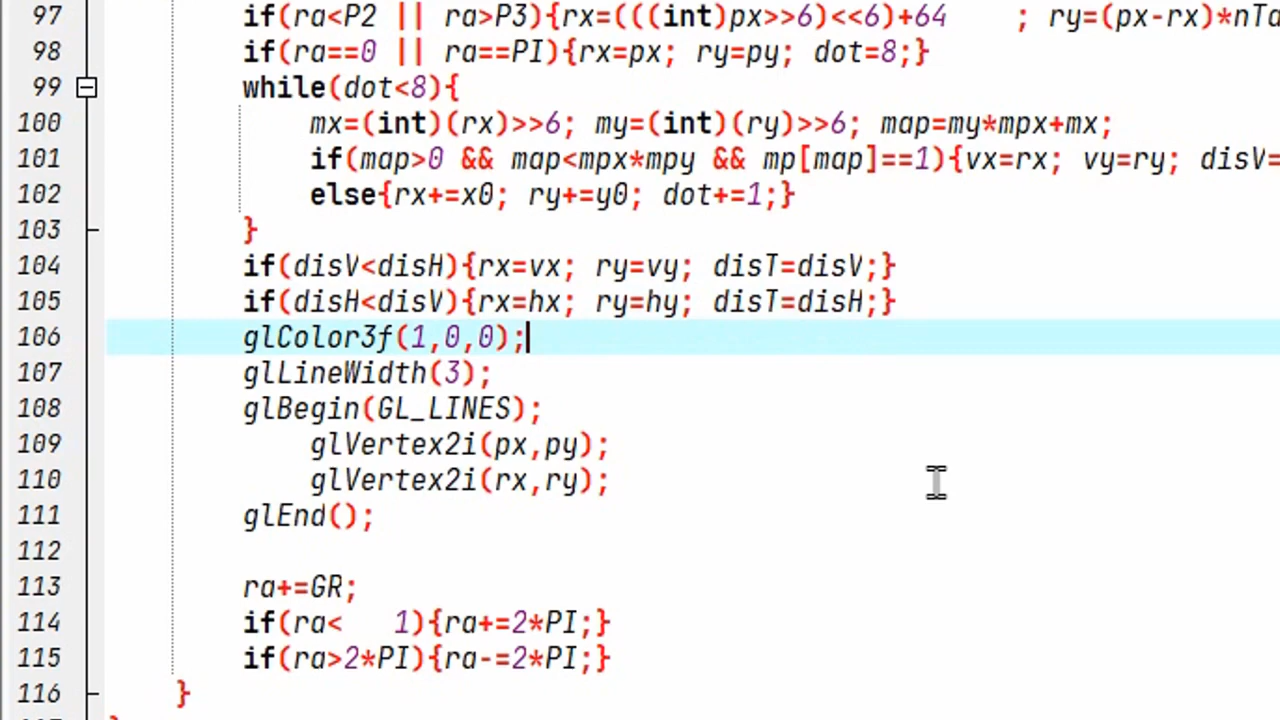 97 if(ra<P2 || ra>P3){rx=(((int)px>>6)<<6)+64    ; ry=(px-rx)*nTa
98 if(ra==0 || ra==PI){rx=px; ry=py; dot=8;}
99 while(dot<8){
100 mx=(int)(rx)>>6; my=(int)(ry)>>6; map=my*mpx+mx;
101 if(map>0 && map<mpx*mpy && mp[map]==1){vx=rx; vy=ry; disV=
102 else{rx+=x0; ry+=y0; dot+=1;}
103 }
104 if(disV<disH){rx=vx; ry=vy; disT=disV;}
105 if(disH<disV){rx=hx; ry=hy; disT=disH;}
106 glColor3f(1,0,0);
107 glLineWidth(3);
108 glBegin(GL_LINES);
109 glVertex2i(px,py);
110 glVertex2i(rx,ry);
111 glEnd();
112
113 ra+=GR;
114 if(ra<   1){ra+=2*PI;}
115 if(ra>2*PI){ra-=2*PI;}
116 }